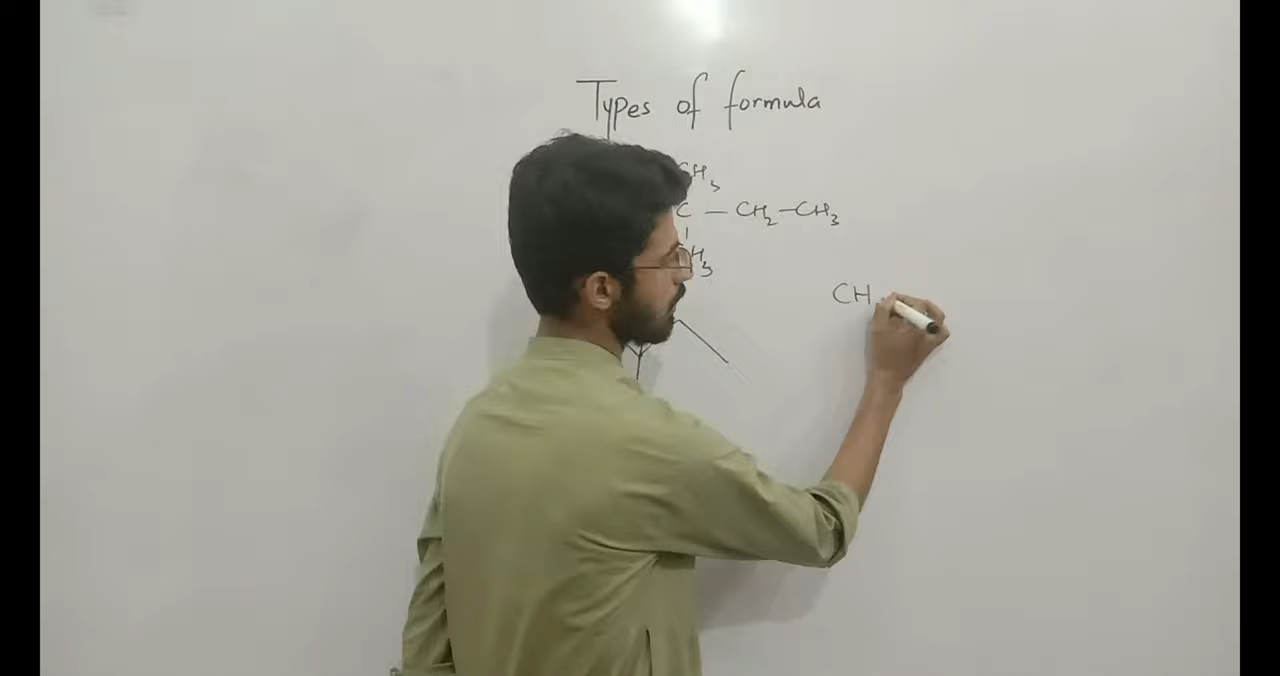 Types of formula
CH3
C — CH2 – CH3
H3
CH